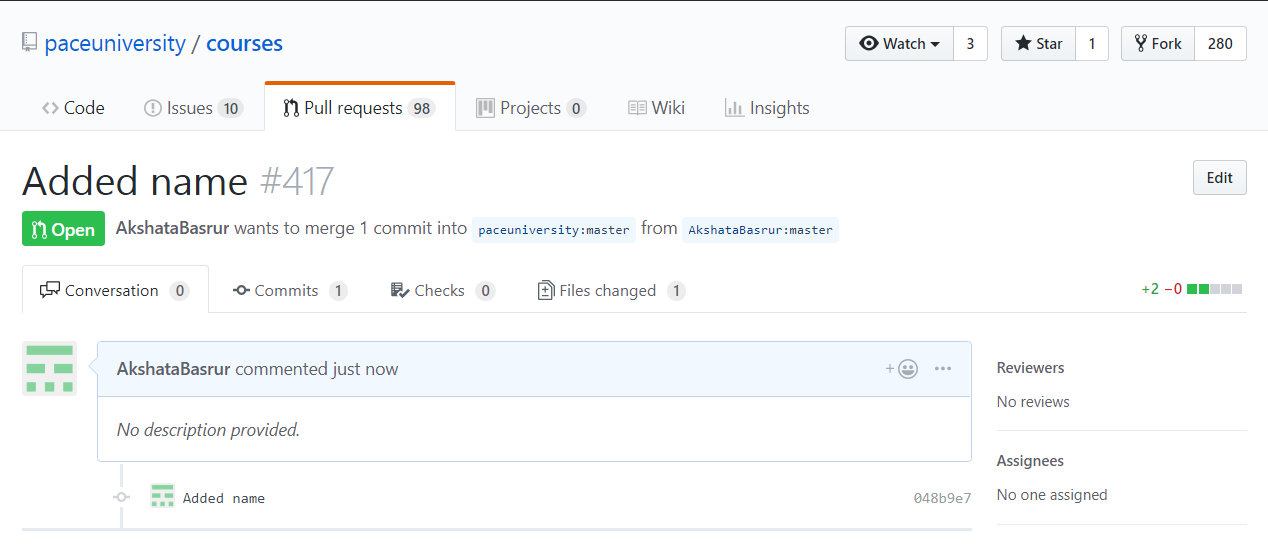 paceuniversity / courses
Watch 3 Star 1 Fork 280
Code Issues 10 Pull requests 98 Projects 0 Wiki Insights
Added name #417
Edit
Open AkshataBasrur wants to merge 1 commit into paceuniversity:master from AkshataBasrur:master
Conversation 0 Commits 1 Checks 0 Files changed 1 +2 −0
AkshataBasrur commented just now
No description provided.
Added name 048b9e7
Reviewers
No reviews
Assignees
No one assigned